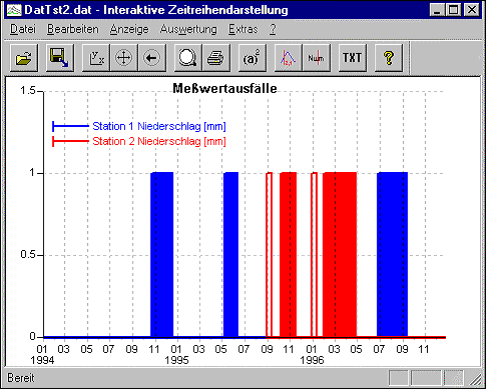 DatTst2.dat - Interaktive Zeitreihendarstellung
Datei Bearbeiten Anzeige Auswertung Extras ?
y x (a)² Num TXT ?
Meßwertausfälle
1.5
Station 1 Niederschlag [mm]
Station 2 Niederschlag [mm]
1
0.5
0
01 03 05 07 09 11 01 03 05 07 09 11 01 03 05 07 09 11
1994 1995 1996
Bereit